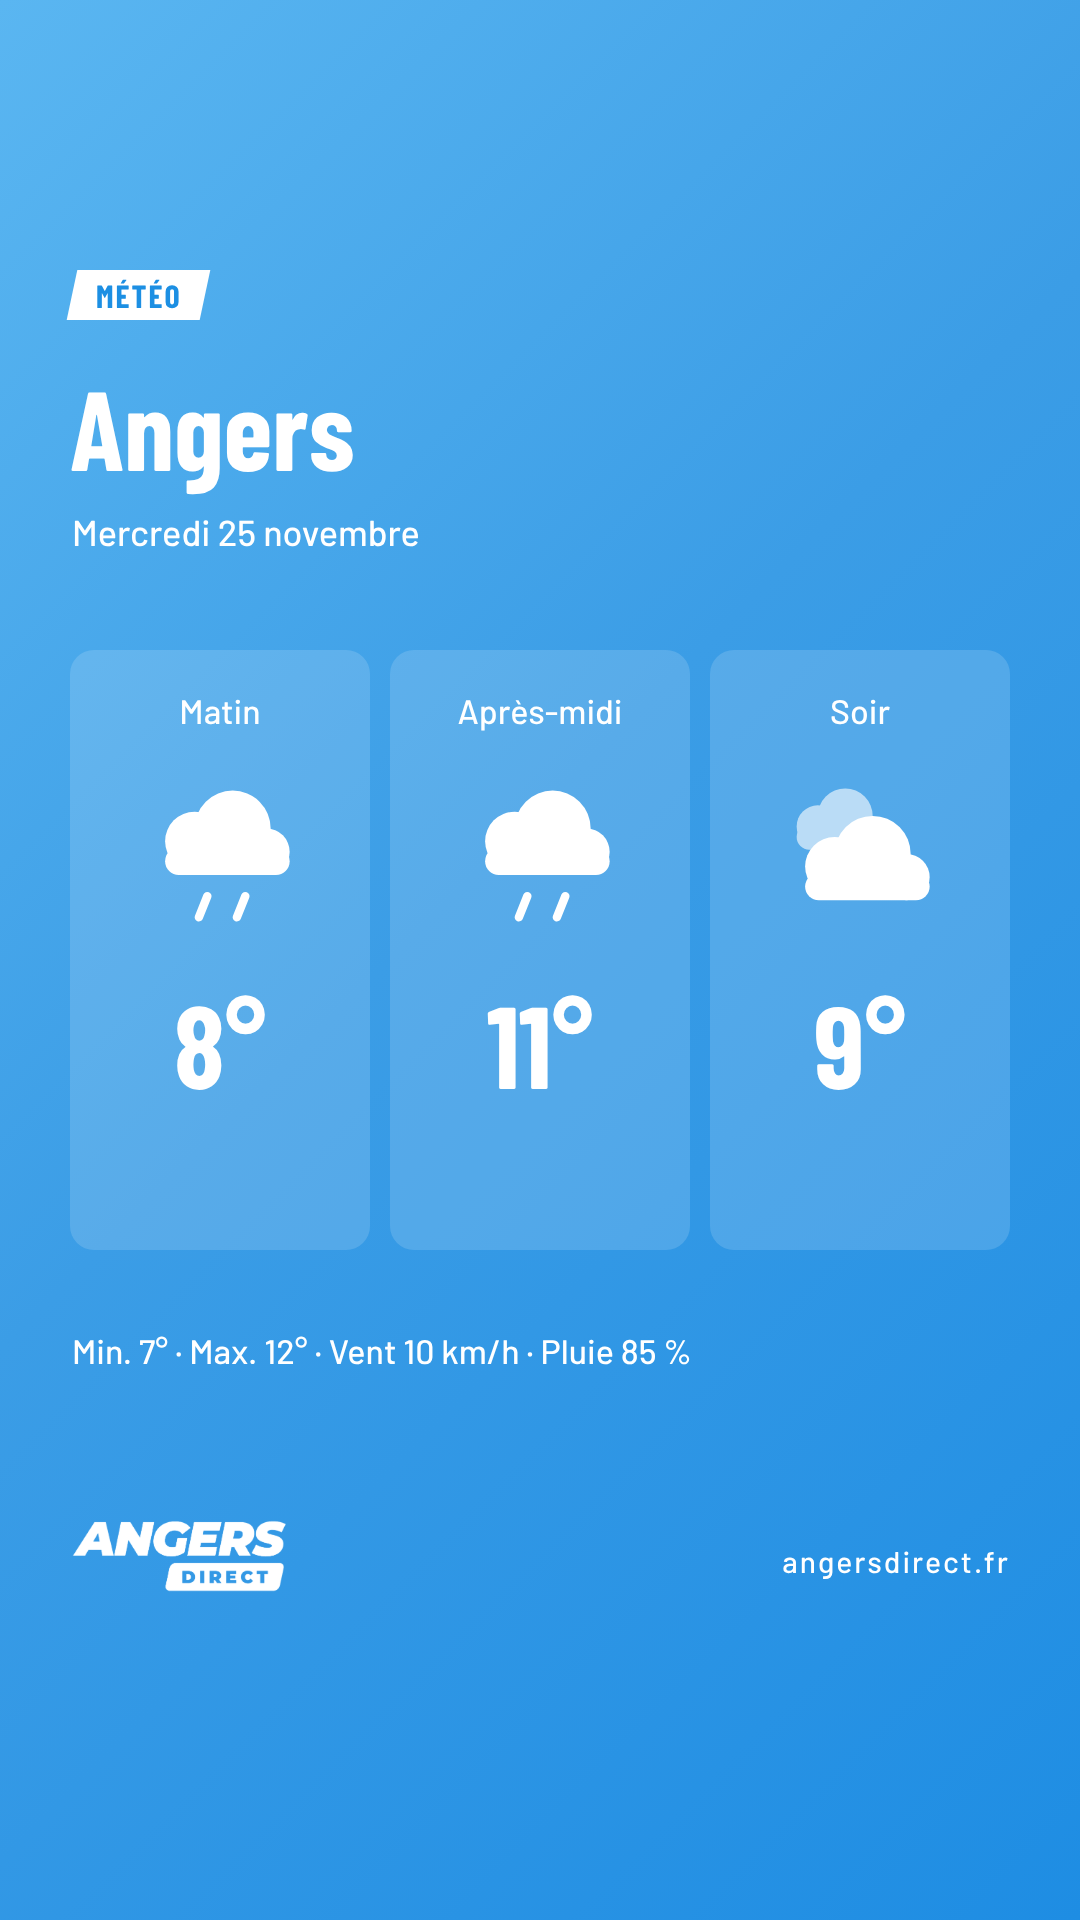 MÉTÉO
Angers
Mercredi 25 novembre
Matin
Après-midi
Soir
8°
11°
9°
Min. 7° · Max. 12° · Vent 10 km/h · Pluie 85 %
ANGERS
DIRECT
angersdirect.fr